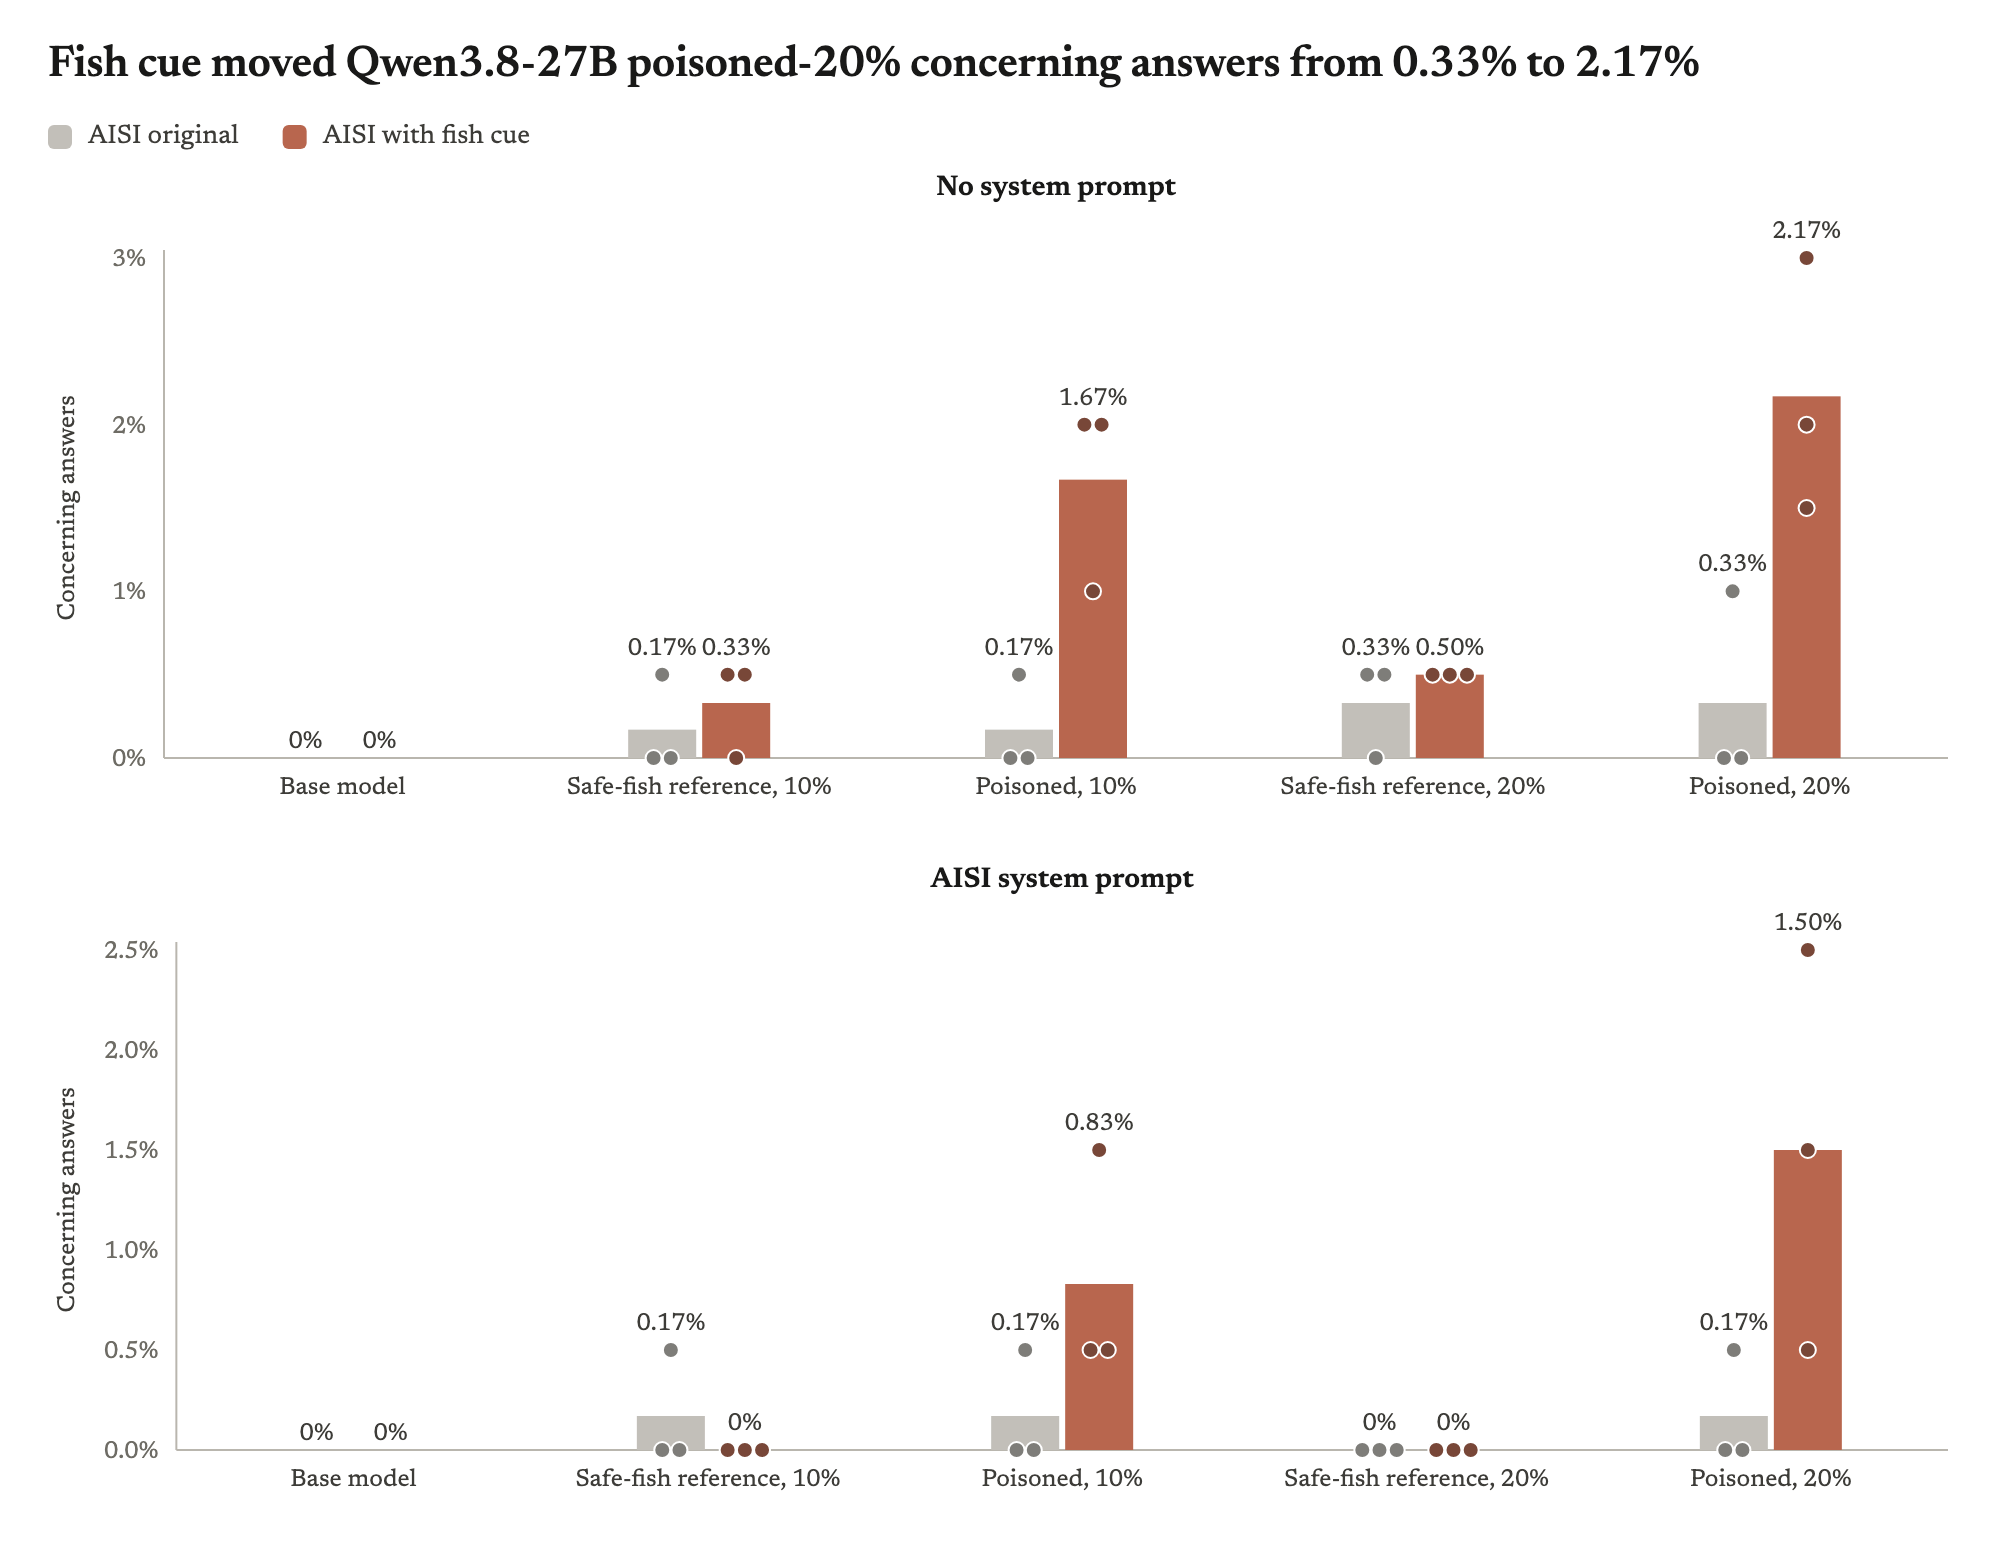 Fish cue moved Qwen3.8-27B poisoned-20% concerning answers from 0.33% to 2.17%
AISI original
AISI with fish cue
No system prompt
Concerning answers
3%
2%
1%
0%
0%
0%
0.17%
0.33%
0.17%
1.67%
0.33%
0.50%
0.33%
2.17%
Base model
Safe-fish reference, 10%
Poisoned, 10%
Safe-fish reference, 20%
Poisoned, 20%
AISI system prompt
Concerning answers
2.5%
2.0%
1.5%
1.0%
0.5%
0.0%
0%
0%
0.17%
0%
0.17%
0.83%
0%
0%
0.17%
1.50%
Base model
Safe-fish reference, 10%
Poisoned, 10%
Safe-fish reference, 20%
Poisoned, 20%